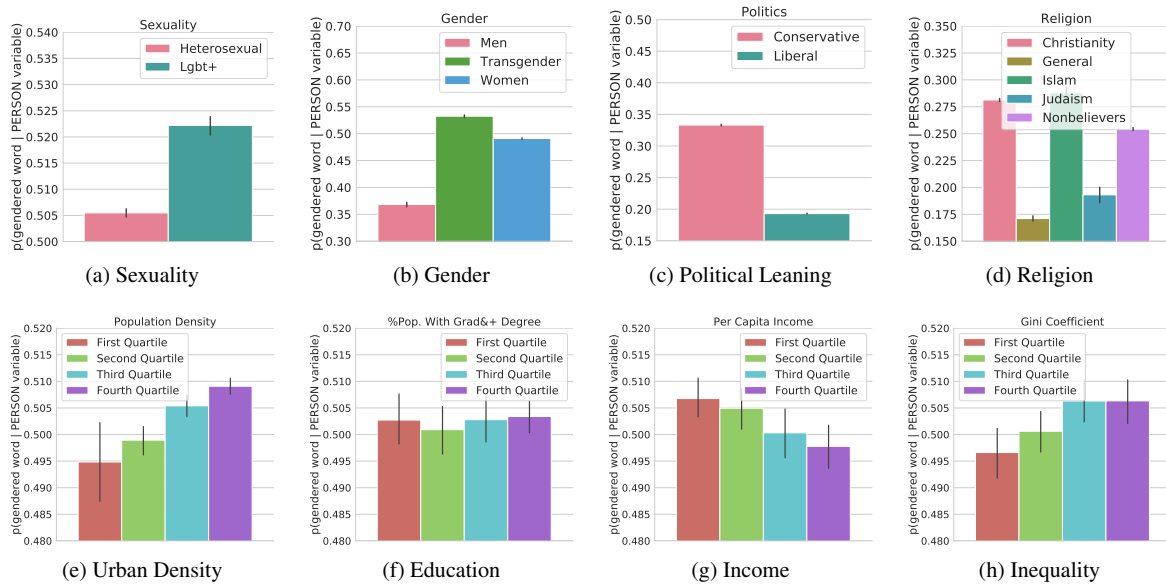 Sexuality
p(gendered word | PERSON variable)
0.540
0.535
0.530
0.525
0.520
0.515
0.510
0.505
0.500
Heterosexual
Lgbt+
(a) Sexuality
Gender
p(gendered word | PERSON variable)
0.70
0.65
0.60
0.55
0.50
0.45
0.40
0.35
0.30
Men
Transgender
Women
(b) Gender
Politics
p(gendered word | PERSON variable)
0.50
0.45
0.40
0.35
0.30
0.25
0.20
0.15
Conservative
Liberal
(c) Political Leaning
Religion
p(gendered word | PERSON variable)
0.350
0.325
0.300
0.275
0.250
0.225
0.200
0.175
0.150
Christianity
General
Islam
Judaism
Nonbelievers
(d) Religion
Population Density
p(gendered word | PERSON variable)
0.520
0.515
0.510
0.505
0.500
0.495
0.490
0.485
0.480
First Quartile
Second Quartile
Third Quartile
Fourth Quartile
(e) Urban Density
%Pop. With Grad&+ Degree
p(gendered word | PERSON variable)
0.520
0.515
0.510
0.505
0.500
0.495
0.490
0.485
0.480
First Quartile
Second Quartile
Third Quartile
Fourth Quartile
(f) Education
Per Capita Income
p(gendered word | PERSON variable)
0.520
0.515
0.510
0.505
0.500
0.495
0.490
0.485
0.480
First Quartile
Second Quartile
Third Quartile
Fourth Quartile
(g) Income
Gini Coefficient
p(gendered word | PERSON variable)
0.520
0.515
0.510
0.505
0.500
0.495
0.490
0.485
0.480
First Quartile
Second Quartile
Third Quartile
Fourth Quartile
(h) Inequality